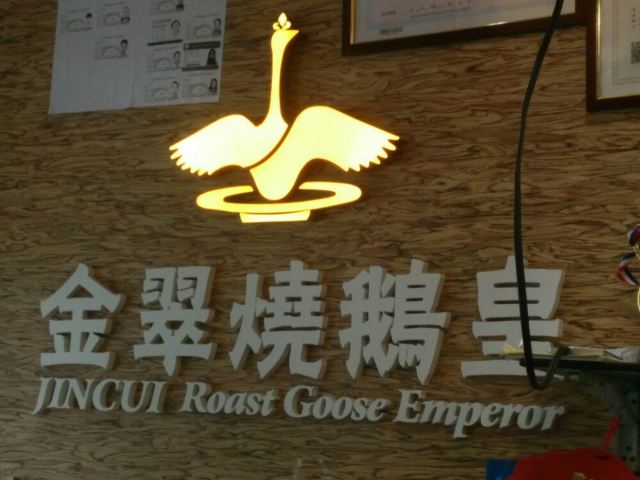 金翠燒鵝皇
JINCUI Roast Goose Emperor